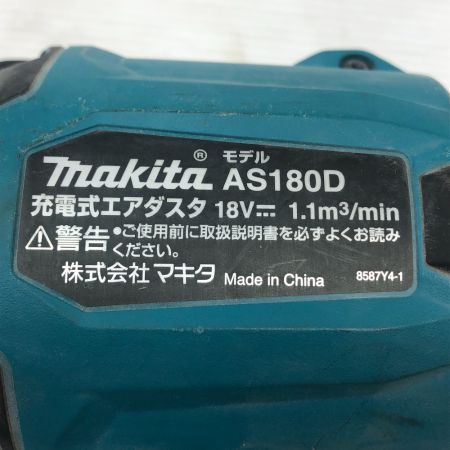 makita® モデル AS180D
充電式エアダスタ 18V⎓ 1.1m³/min
⚠警告 •ご使用前に取扱説明書を必ずよくお読み
ください。
株式会社マキタ Made in China 8587Y4-1